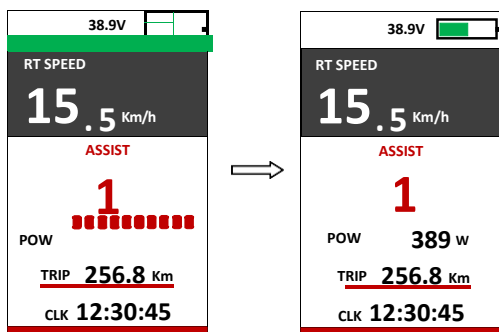 38.9V
RT SPEED
15.5 Km/h
ASSIST
1
POW
TRIP 256.8 Km
CLK 12:30:45
38.9V
RT SPEED
15.5 Km/h
ASSIST
1
POW 389 W
TRIP 256.8 Km
CLK 12:30:45